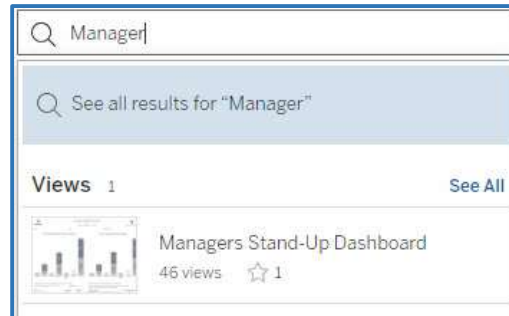 Manager
See all results for “Manager”
Views 1
See All
Managers Stand-Up Dashboard
46 views 1